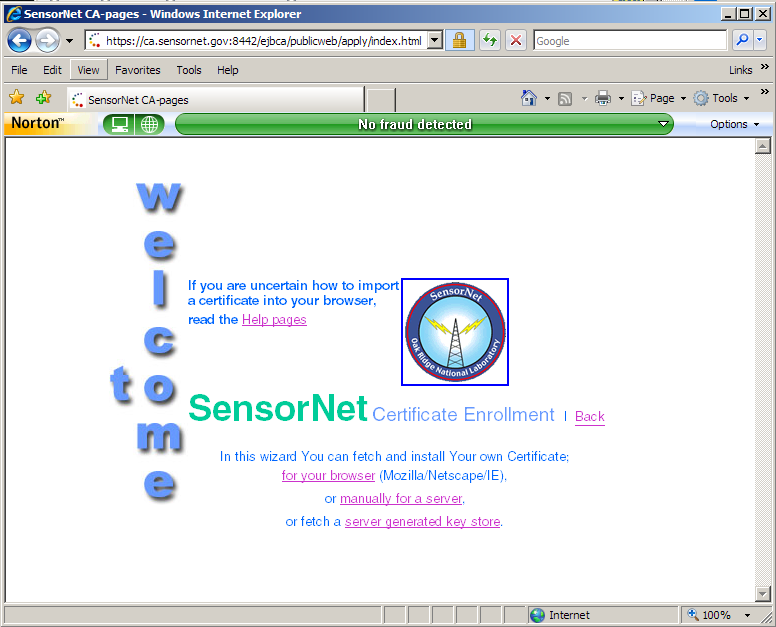 SensorNet CA-pages - Windows Internet Explorer
https://ca.sensornet.gov:8442/ejbca/publicweb/apply/index.html
Google
File Edit View Favorites Tools Help
Links »
SensorNet CA-pages
Page
Tools
»
Norton™
No fraud detected
Options
welcome
to
If you are uncertain how to import
a certificate into your browser,
read the Help pages
SensorNet
Oak Ridge National Laboratory
SensorNet Certificate Enrollment | Back
In this wizard You can fetch and install Your own Certificate;
for your browser (Mozilla/Netscape/IE),
or manually for a server,
or fetch a server generated key store.
Internet
100%